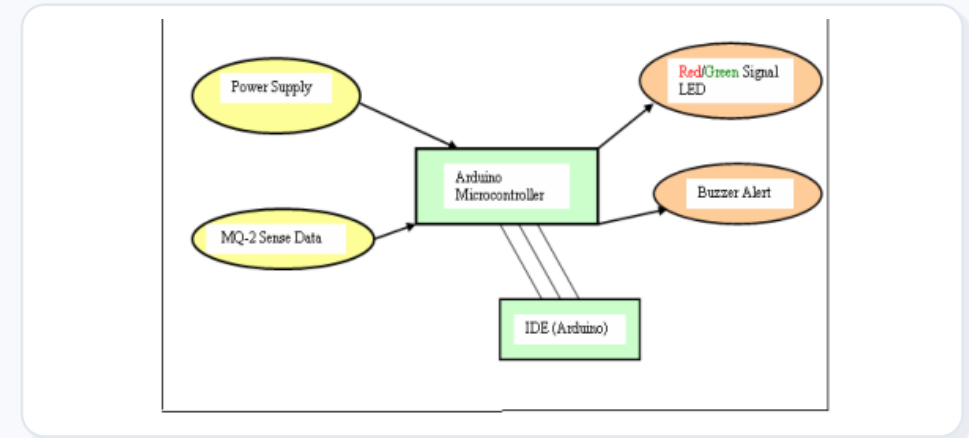 Power Supply
Red/Green Signal
LED
Arduino
Microcontroller
Buzzer Alert
MQ-2 Sense Data
IDE (Arduino)